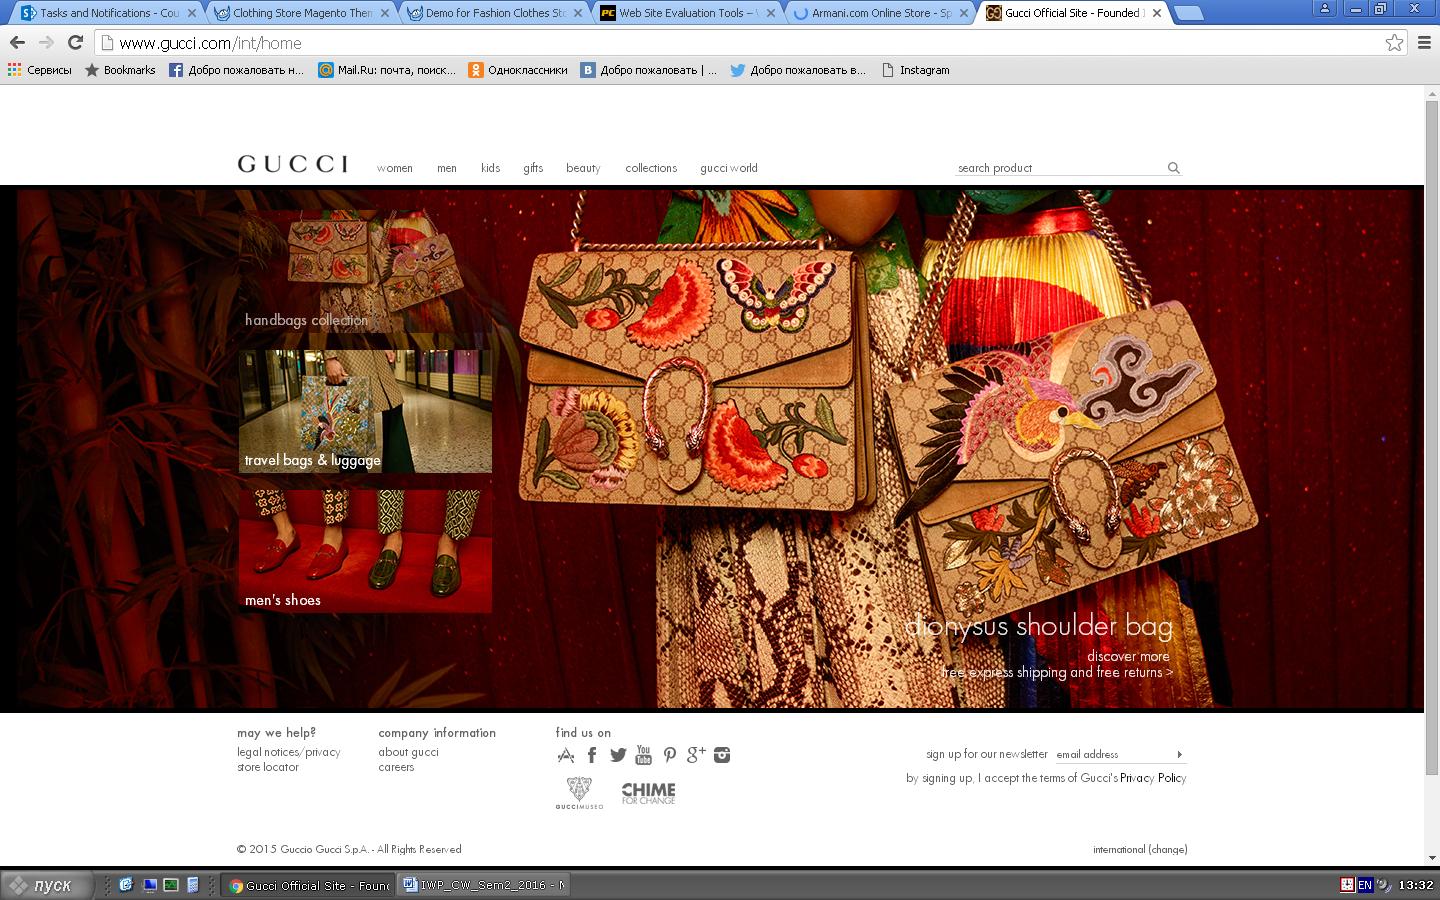 Tasks and Notifications - Cou
Clothing Store Magento Them
Demo for Fashion Clothes Sto
Web Site Evaluation Tools – W
Armani.com Online Store - Sp
Gucci Official Site - Founded 1
www.gucci.com/int/home
Сервисы
Bookmarks
Добро пожаловать н...
Mail.Ru: почта, поиск...
Одноклассники
Добро пожаловать | ...
Добро пожаловать в...
Instagram
GUCCI
women
men
kids
gifts
beauty
collections
gucci world
search product
handbags collection
travel bags & luggage
men's shoes
dionysus shoulder bag
discover more
free express shipping and free returns >
may we help?
legal notices/privacy
store locator
company information
about gucci
careers
find us on
You
Tube
GUCCIMUSEO
CHIME
FOR CHANGE
sign up for our newsletter
email address
by signing up, I accept the terms of Gucci's Privacy Policy
© 2015 Guccio Gucci S.p.A. - All Rights Reserved
international (change)
пуск
Gucci Official Site - Found
IWP_CW_Sem2_2016 - M
EN
13:32